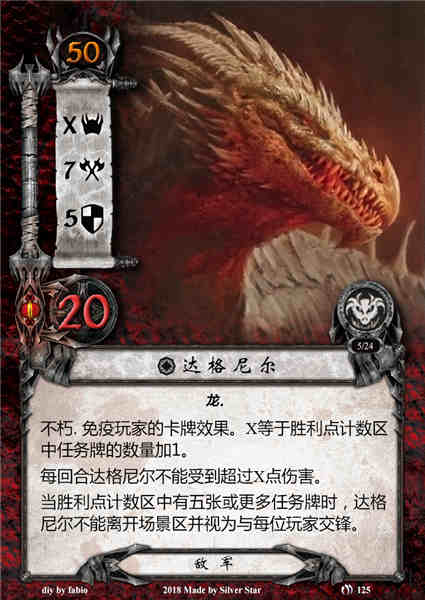 50
X
7
5
20
5/24
达格尼尔
龙.
不朽. 免疫玩家的卡牌效果。X等于胜利点计数区
中任务牌的数量加1。
每回合达格尼尔不能受到超过X点伤害。
当胜利点计数区中有五张或更多任务牌时，达格
尼尔不能离开场景区并视为与每位玩家交锋。
敌军
diy by fabio 2018 Made by Silver Star 125